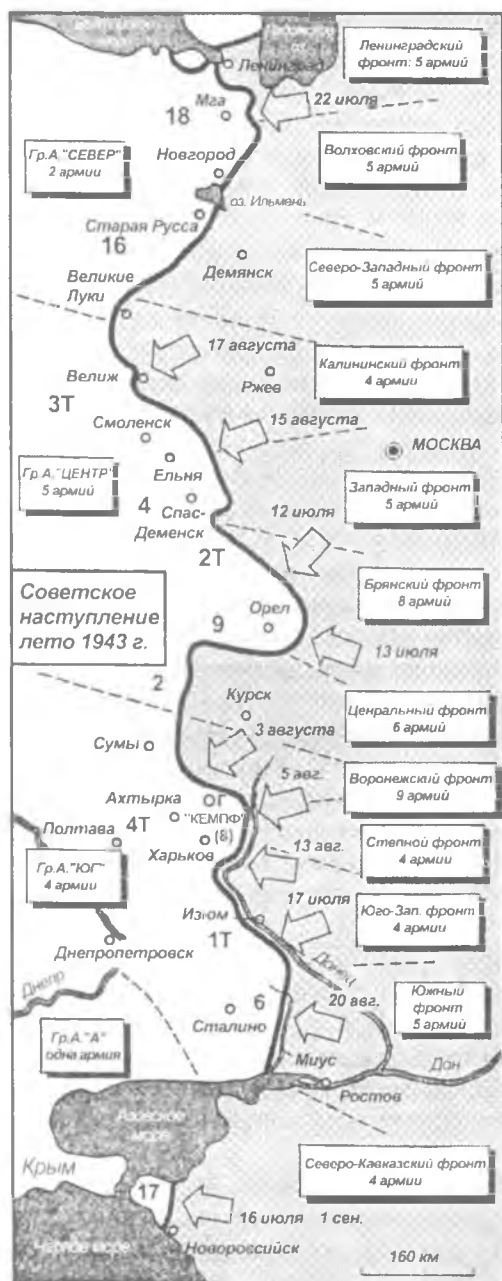 Ленинградский
фронт: 5 армий
Ленинград
22 июля
Мга
18
Гр.А. "СЕВЕР"
2 армии
Новгород
Волховский фронт
5 армий
оз. Ильмень
Старая Русса
16
Демянск
Северо-Западный фронт
5 армий
Великие
Луки
17 августа
Калининский фронт
4 армии
Велиж
Ржев
3Т
15 августа
Смоленск
МОСКВА
Ельня
Гр.А."ЦЕНТР"
5 армий
4
Спас-
Деменск
Западный фронт
5 армий
12 июля
2Т
Брянский фронт
8 армий
Советское
наступление
лето 1943 г.
9
Орел
13 июля
2
Курск
Ценральный фронт
6 армий
3 августа
Сумы
5 авг.
Воронежский фронт
9 армий
Ахтырка
Г
"КЕМПФ"
(8)
Полтава
4Т
Харьков
13 авг.
Степной фронт
4 армии
Гр.А."ЮГ"
4 армии
Изюм
17 июля
Юго-Зап. фронт
4 армии
1Т
Донец
Днепропетровск
Днепр
6
20 авг.
Южный
фронт
5 армий
Сталино
Гр.А."А"
одна армия
Миус
Дон
Ростов
Азовское
море
Северо-Кавказский фронт
4 армии
Крым
17
16 июля 1 сен.
Черное море
Новороссийск
160 км